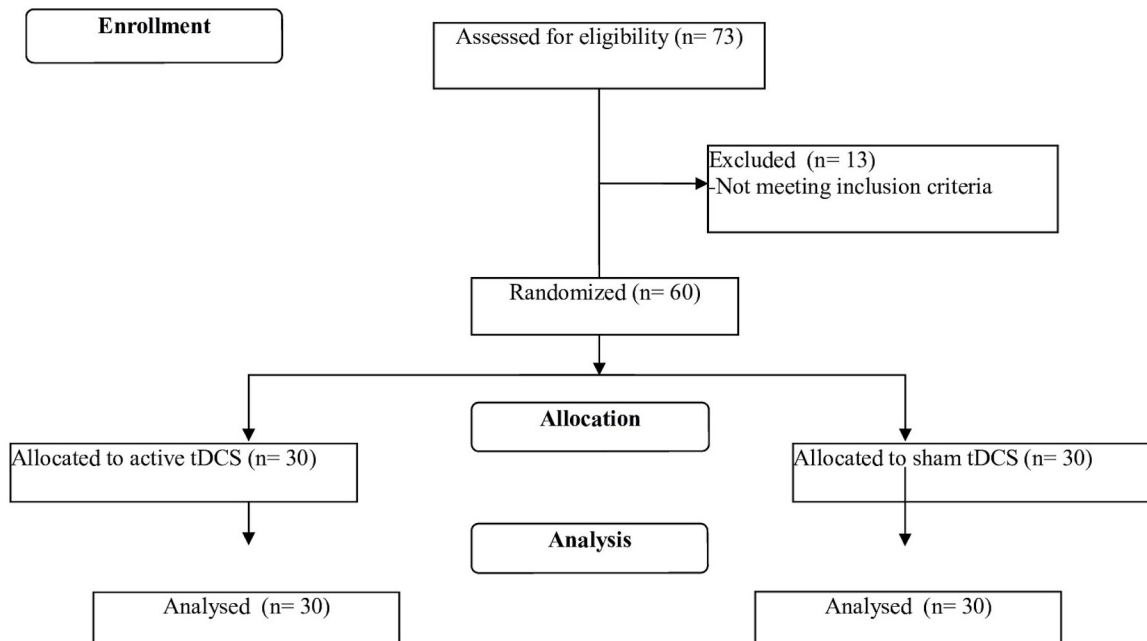 Enrollment
Assessed for eligibility (n= 73)
Excluded (n= 13)
-Not meeting inclusion criteria
Randomized (n= 60)
Allocation
Allocated to active tDCS (n= 30)
Allocated to sham tDCS (n= 30)
Analysis
Analysed (n= 30)
Analysed (n= 30)